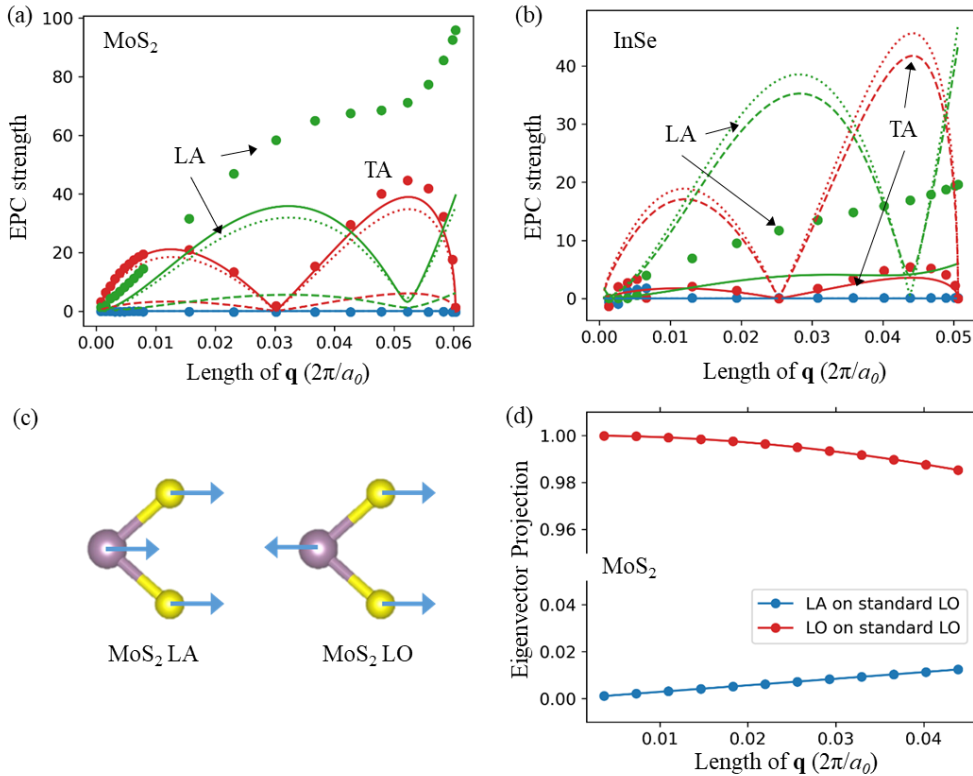 (a)
MoS2
EPC strength
100
80
60
40
20
0
LA
TA
0.00 0.01 0.02 0.03 0.04 0.05 0.06
Length of q (2π/a0)
(b)
InSe
EPC strength
40
30
20
10
0
LA
TA
0.00 0.01 0.02 0.03 0.04 0.05
Length of q (2π/a0)
(c)
MoS2 LA
MoS2 LO
(d)
Eigenvector Projection
1.00
0.98
0.96
MoS2
0.04
0.02
0.00
LA on standard LO
LO on standard LO
0.01 0.02 0.03 0.04
Length of q (2π/a0)